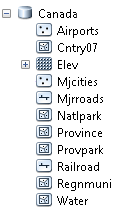 Canada
Airports
Cntry07
Elev
Mjcities
Mjrroads
Natlpark
Province
Provpark
Railroad
Regnmuni
Water